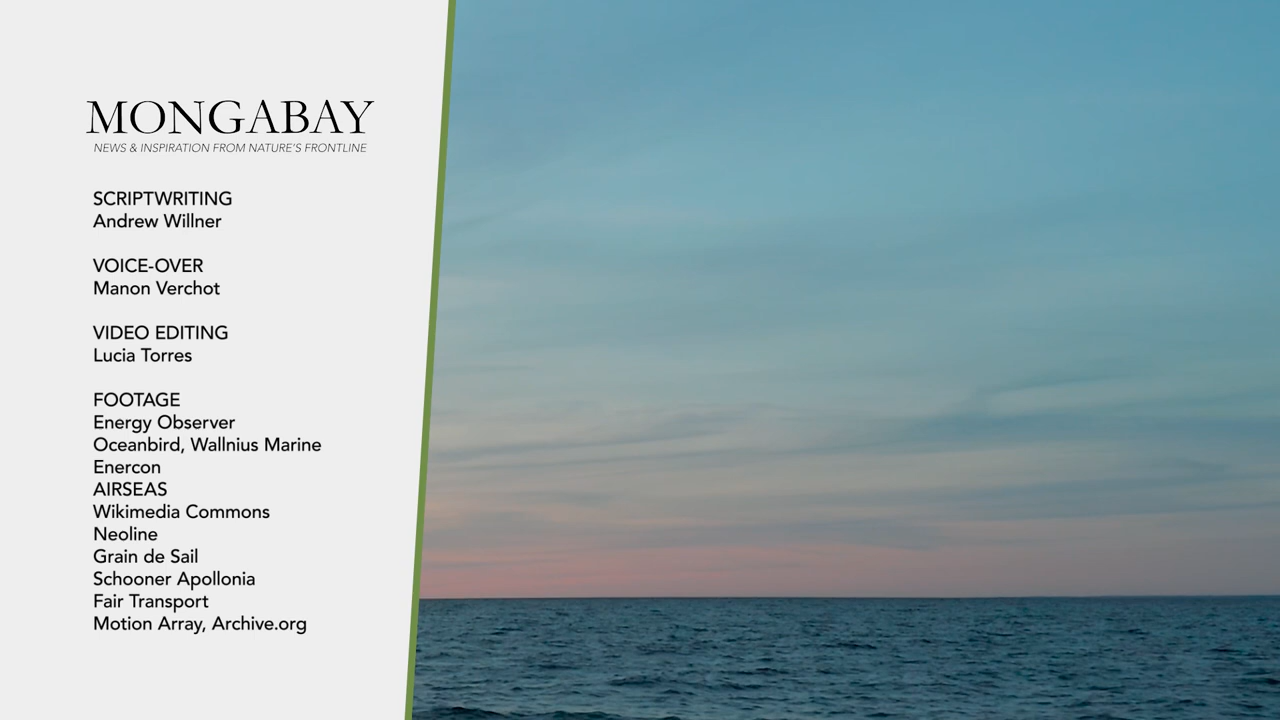 MONGABAY
NEWS & INSPIRATION FROM NATURE'S FRONTLINE
SCRIPTWRITING
Andrew Willner
VOICE-OVER
Manon Verchot
VIDEO EDITING
Lucia Torres
FOOTAGE
Energy Observer
Oceanbird, Wallnius Marine
Enercon
AIRSEAS
Wikimedia Commons
Neoline
Grain de Sail
Schooner Apollonia
Fair Transport
Motion Array, Archive.org